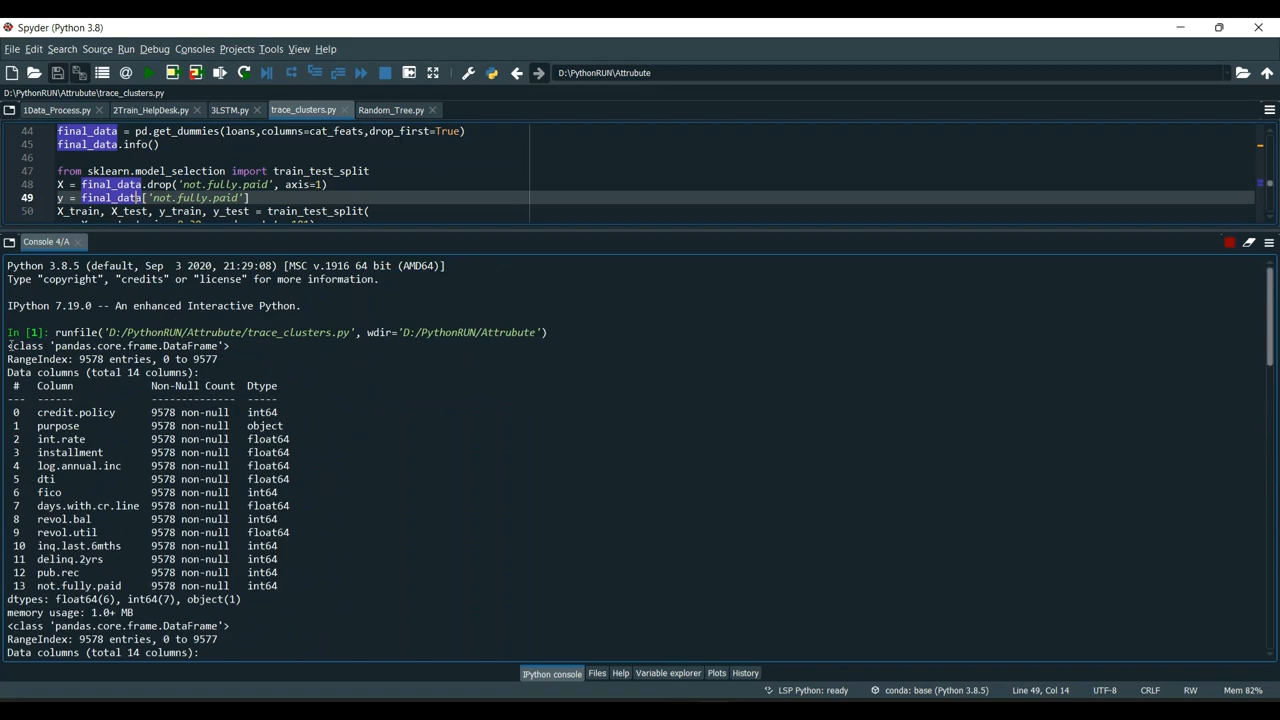 Spyder (Python 3.8)
File Edit Search Source Run Debug Consoles Projects Tools View Help
D:\PythonRUN\Attrubute
D:\PythonRUN\Attrubute\trace_clusters.py
1Data_Process.py 2Train_HelpDesk.py 3LSTM.py trace_clusters.py Random_Tree.py
44 final_data = pd.get_dummies(loans,columns=cat_feats,drop_first=True)
45 final_data.info()
46
47 from sklearn.model_selection import train_test_split
48 X = final_data.drop('not.fully.paid', axis=1)
49 y = final_data['not.fully.paid']
50 X_train, X_test, y_train, y_test = train_test_split(
Console 4/A
Python 3.8.5 (default, Sep  3 2020, 21:29:08) [MSC v.1916 64 bit (AMD64)]
Type "copyright", "credits" or "license" for more information.
IPython 7.19.0 -- An enhanced Interactive Python.
In [1]: runfile('D:/PythonRUN/Attrubute/trace_clusters.py', wdir='D:/PythonRUN/Attrubute')
<class 'pandas.core.frame.DataFrame'>
RangeIndex: 9578 entries, 0 to 9577
Data columns (total 14 columns):
 #   Column             Non-Null Count  Dtype
---  ------             --------------  -----
 0   credit.policy      9578 non-null   int64
 1   purpose            9578 non-null   object
 2   int.rate           9578 non-null   float64
 3   installment        9578 non-null   float64
 4   log.annual.inc     9578 non-null   float64
 5   dti                9578 non-null   float64
 6   fico               9578 non-null   int64
 7   days.with.cr.line  9578 non-null   float64
 8   revol.bal          9578 non-null   int64
 9   revol.util         9578 non-null   float64
 10  inq.last.6mths     9578 non-null   int64
 11  delinq.2yrs        9578 non-null   int64
 12  pub.rec            9578 non-null   int64
 13  not.fully.paid     9578 non-null   int64
dtypes: float64(6), int64(7), object(1)
memory usage: 1.0+ MB
<class 'pandas.core.frame.DataFrame'>
RangeIndex: 9578 entries, 0 to 9577
Data columns (total 14 columns):
IPython console Files Help Variable explorer Plots History
LSP Python: ready conda: base (Python 3.8.5) Line 49, Col 14 UTF-8 CRLF RW Mem 82%